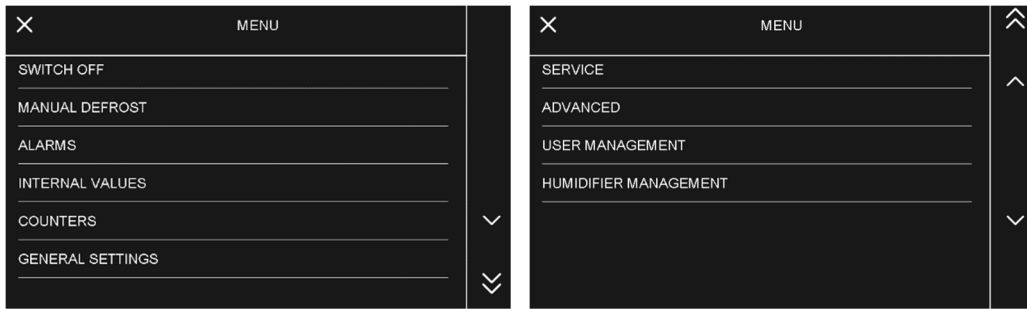 MENU
SWITCH OFF
MANUAL DEFROST
ALARMS
INTERNAL VALUES
COUNTERS
GENERAL SETTINGS
MENU
SERVICE
ADVANCED
USER MANAGEMENT
HUMIDIFIER MANAGEMENT